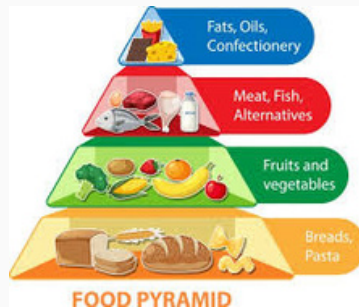 Fats, Oils,
Confectionery
Meat, Fish,
Alternatives
Fruits and
vegetables
Breads,
Pasta
FOOD PYRAMID